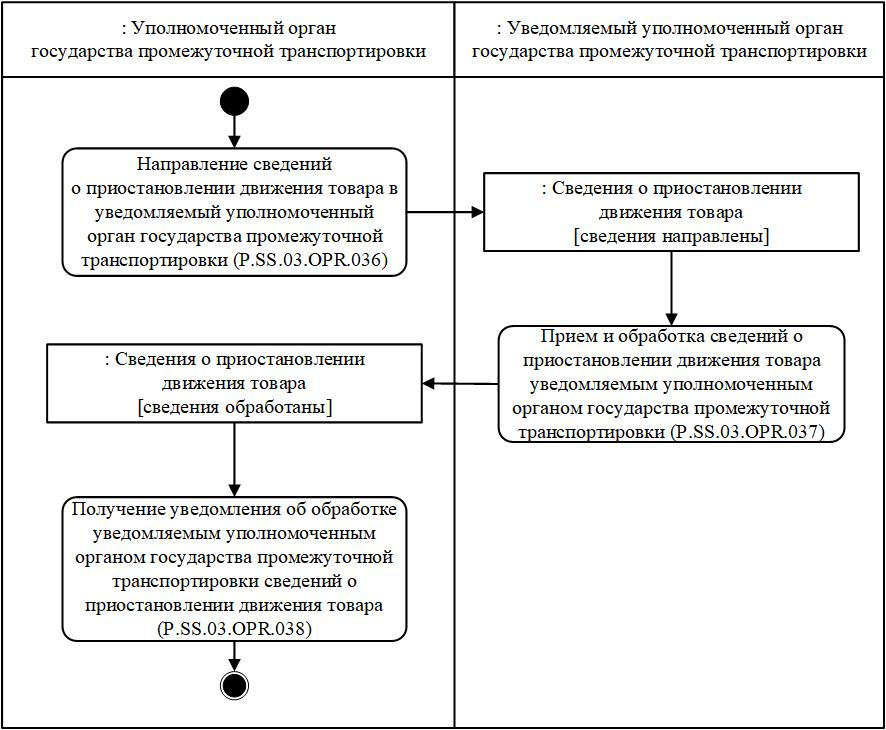 : Уполномоченный орган
государства промежуточной транспортировки
: Уведомляемый уполномоченный орган
государства промежуточной транспортировки
Направление сведений
о приостановлении движения товара в
уведомляемый уполномоченный
орган государства промежуточной
транспортировки (P.SS.03.OPR.036)
: Сведения о приостановлении
движения товара
[сведения направлены]
Прием и обработка сведений о
приостановлении движения товара
уведомляемым уполномоченным
органом государства промежуточной
транспортировки (P.SS.03.OPR.037)
: Сведения о приостановлении
движения товара
[сведения обработаны]
Получение уведомления об обработке
уведомляемым уполномоченным
органом государства промежуточной
транспортировки сведений о
приостановлении движения товара
(P.SS.03.OPR.038)